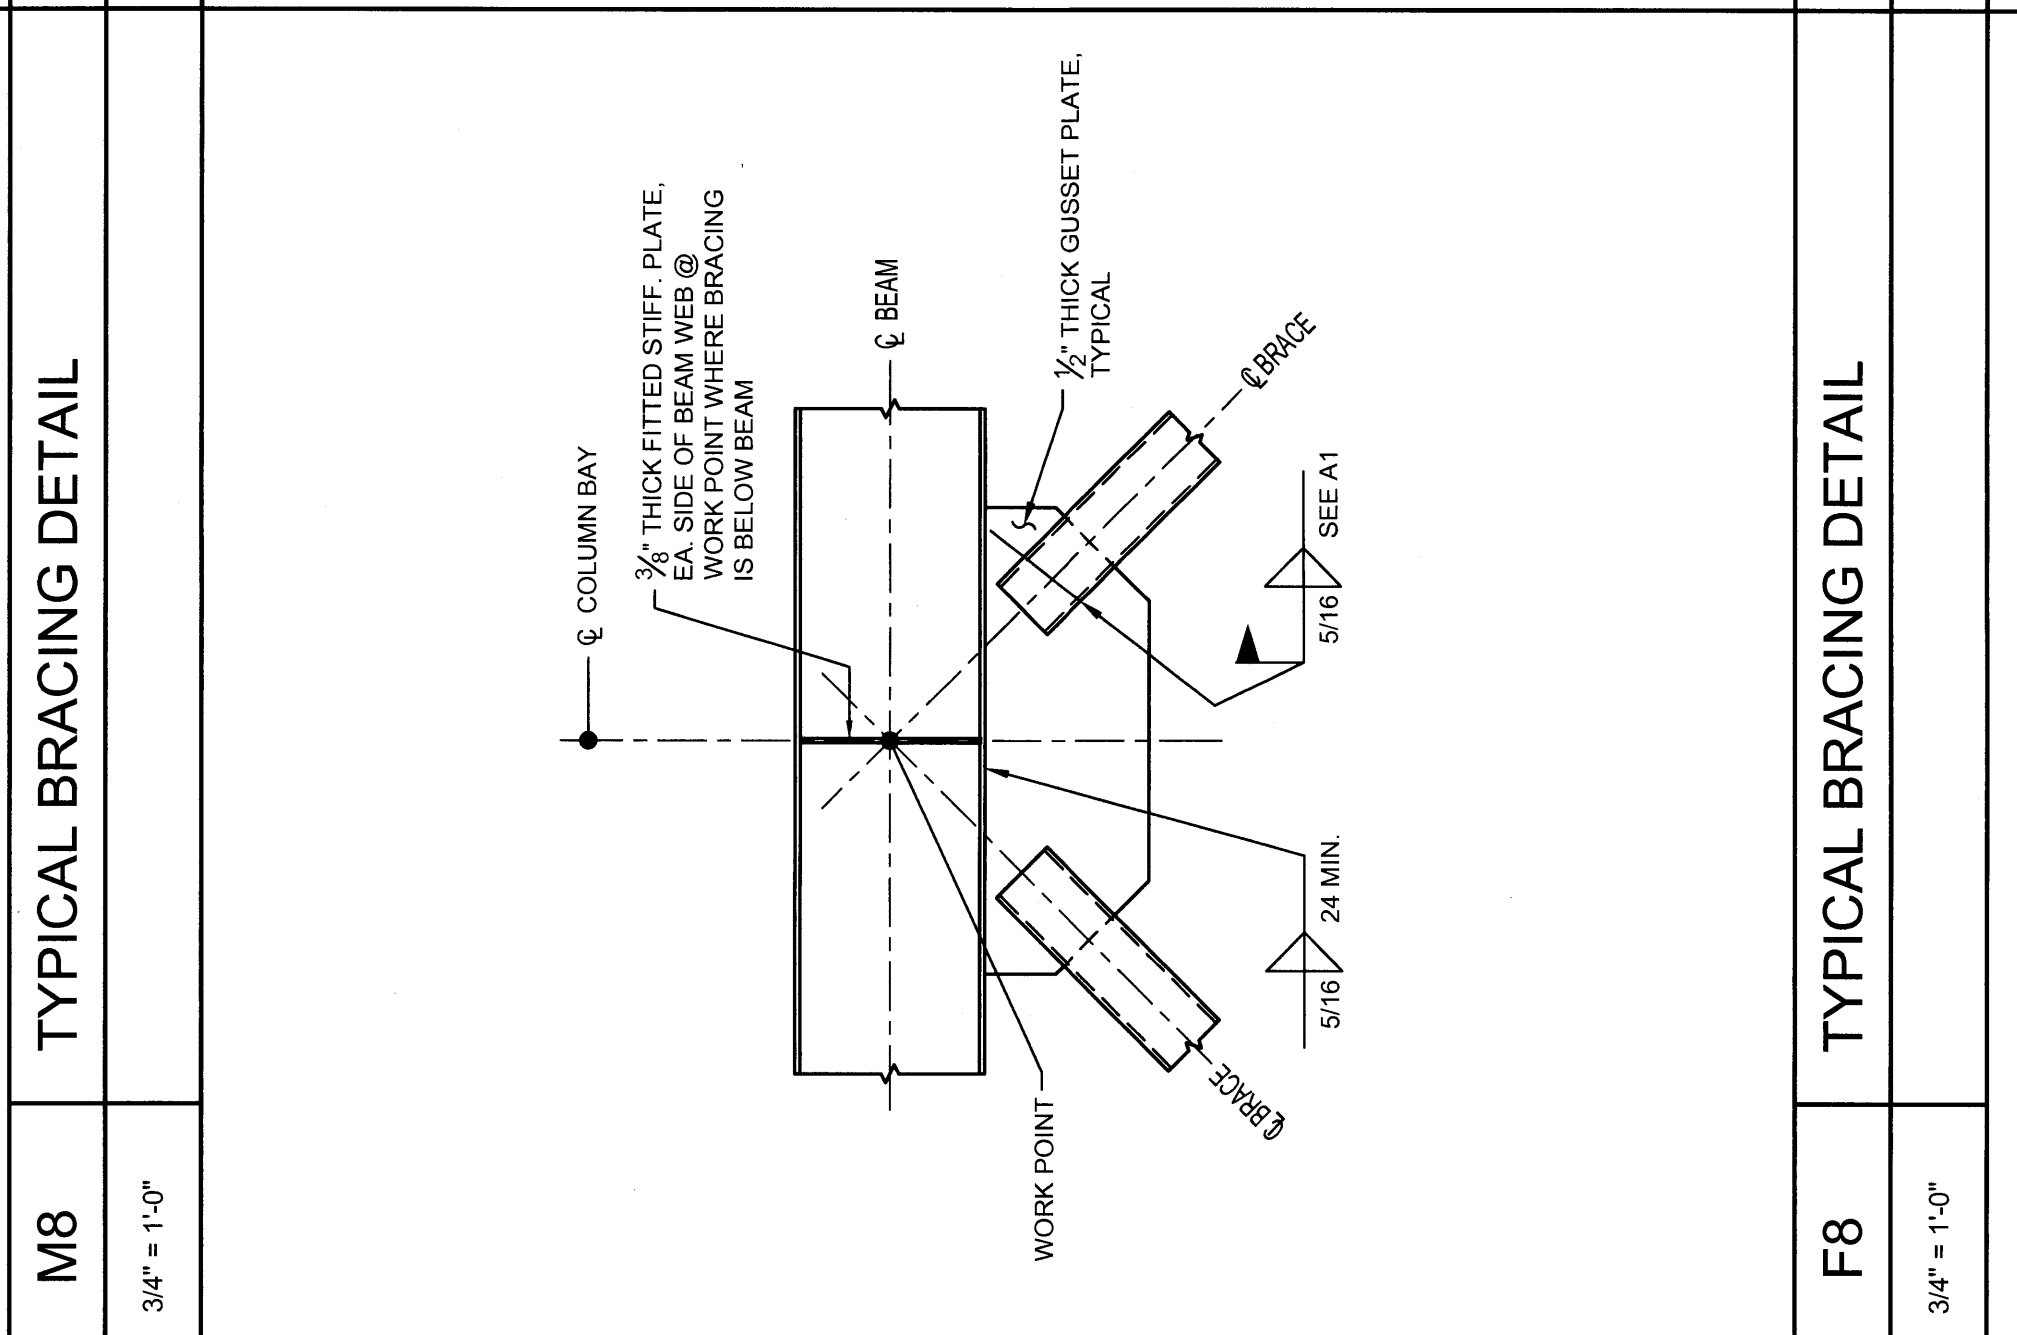 M8 TYPICAL BRACING DETAIL
3/4" = 1'-0"
℄ COLUMN BAY
3/8" THICK FITTED STIFF. PLATE,
EA. SIDE OF BEAM WEB @
WORK POINT WHERE BRACING
IS BELOW BEAM
℄ BEAM
1/2" THICK GUSSET PLATE,
TYPICAL
WORK POINT
℄ BRACE
℄ BRACE
5/16 24 MIN.
5/16 SEE A1
F8 TYPICAL BRACING DETAIL
3/4" = 1'-0"